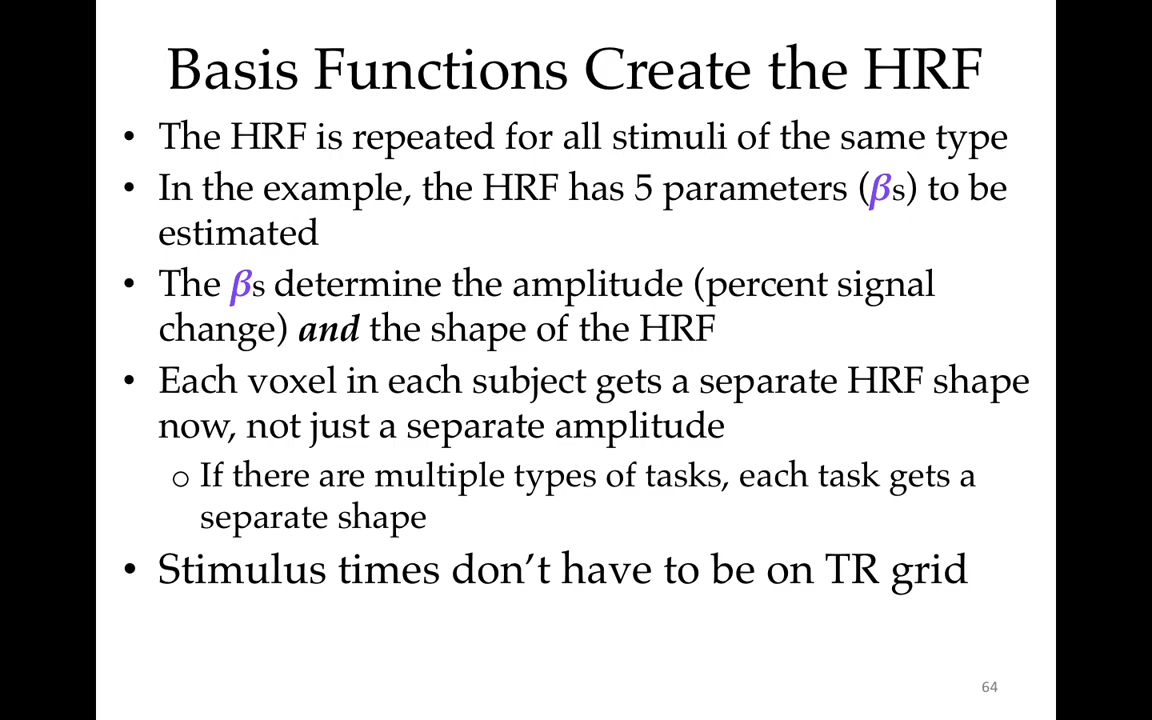 Basis Functions Create the HRF
• The HRF is repeated for all stimuli of the same type
• In the example, the HRF has 5 parameters (βs) to be
estimated
• The βs determine the amplitude (percent signal
change) and the shape of the HRF
• Each voxel in each subject gets a separate HRF shape
now, not just a separate amplitude
o If there are multiple types of tasks, each task gets a
separate shape
• Stimulus times don’t have to be on TR grid
64